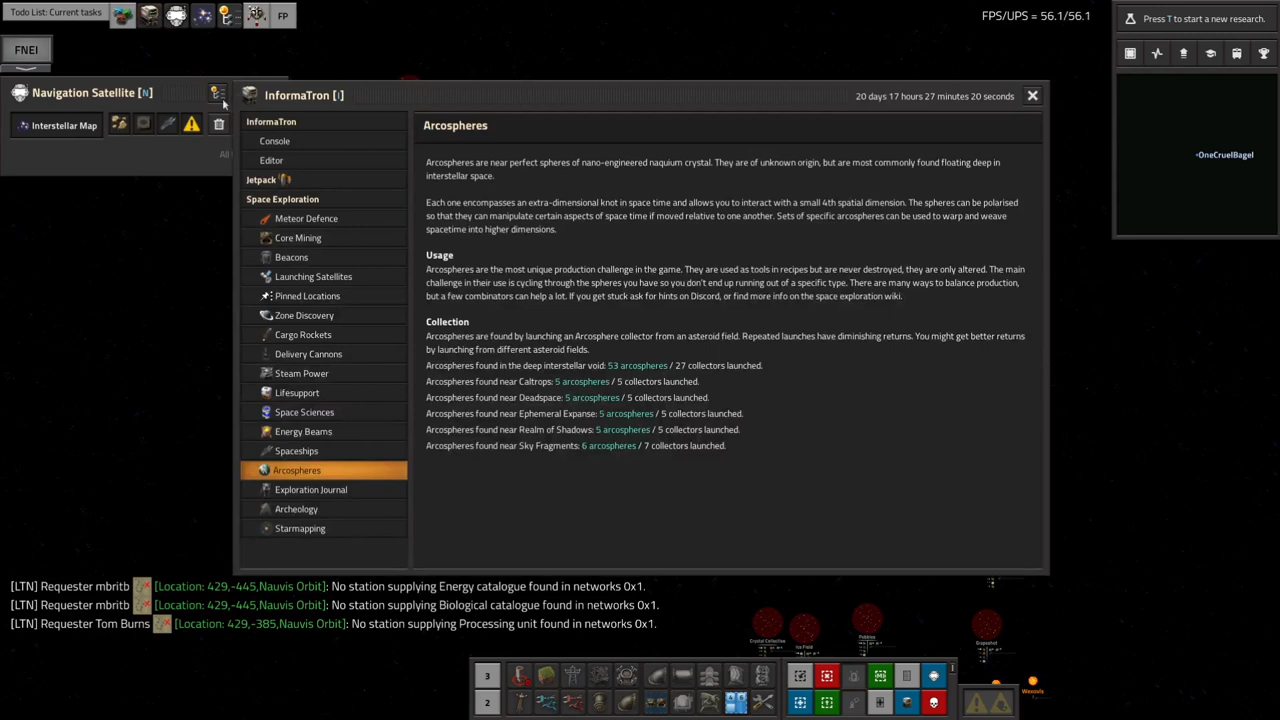 Todo List: Current tasks
FP
FPS/UPS = 56.1/56.1
Press T to start a new research.
FNEI
Navigation Satellite [N]
InformaTron [I]
20 days 17 hours 27 minutes 20 seconds
Interstellar Map
All
InformaTron
Console
Editor
Jetpack
Space Exploration
Meteor Defence
Core Mining
Beacons
Launching Satellites
Pinned Locations
Zone Discovery
Cargo Rockets
Delivery Cannons
Steam Power
Lifesupport
Space Sciences
Energy Beams
Spaceships
Arcospheres
Exploration Journal
Archeology
Starmapping
Arcospheres
Arcospheres are near perfect spheres of nano-engineered naquium crystal. They are of unknown origin, but are most commonly found floating deep in
interstellar space.
Each one encompasses an extra-dimensional knot in space time and allows you to interact with a small 4th spatial dimension. The spheres can be polarised
so that they can manipulate certain aspects of space time if moved relative to one another. Sets of specific arcospheres can be used to warp and weave
spacetime into higher dimensions.
Usage
Arcospheres are the most unique production challenge in the game. They are used as tools in recipes but are never destroyed, they are only altered. The main
challenge in their use is cycling through the spheres you have so you don't end up running out of a specific type. There are many ways to balance production,
but a few combinators can help a lot. If you get stuck ask for hints on Discord, or find more info on the space exploration wiki.
Collection
Arcospheres are found by launching an Arcosphere collector from an asteroid field. Repeated launches have diminishing returns. You might get better returns
by launching from different asteroid fields.
Arcospheres found in the deep interstellar void: 53 arcospheres / 27 collectors launched.
Arcospheres found near Caltrops: 5 arcospheres / 5 collectors launched.
Arcospheres found near Deadspace: 5 arcospheres / 5 collectors launched.
Arcospheres found near Ephemeral Expanse: 5 arcospheres / 5 collectors launched.
Arcospheres found near Realm of Shadows: 5 arcospheres / 5 collectors launched.
Arcospheres found near Sky Fragments: 6 arcospheres / 7 collectors launched.
OneCruelBagel
[LTN] Requester mbritb [Location: 429,-445,Nauvis Orbit]: No station supplying Energy catalogue found in networks 0x1.
[LTN] Requester mbritb [Location: 429,-445,Nauvis Orbit]: No station supplying Biological catalogue found in networks 0x1.
[LTN] Requester Tom Burns [Location: 429,-385,Nauvis Orbit]: No station supplying Processing unit found in networks 0x1.
Crystal Collective
Ice Field
Pebbles
Grapeshot
3
2